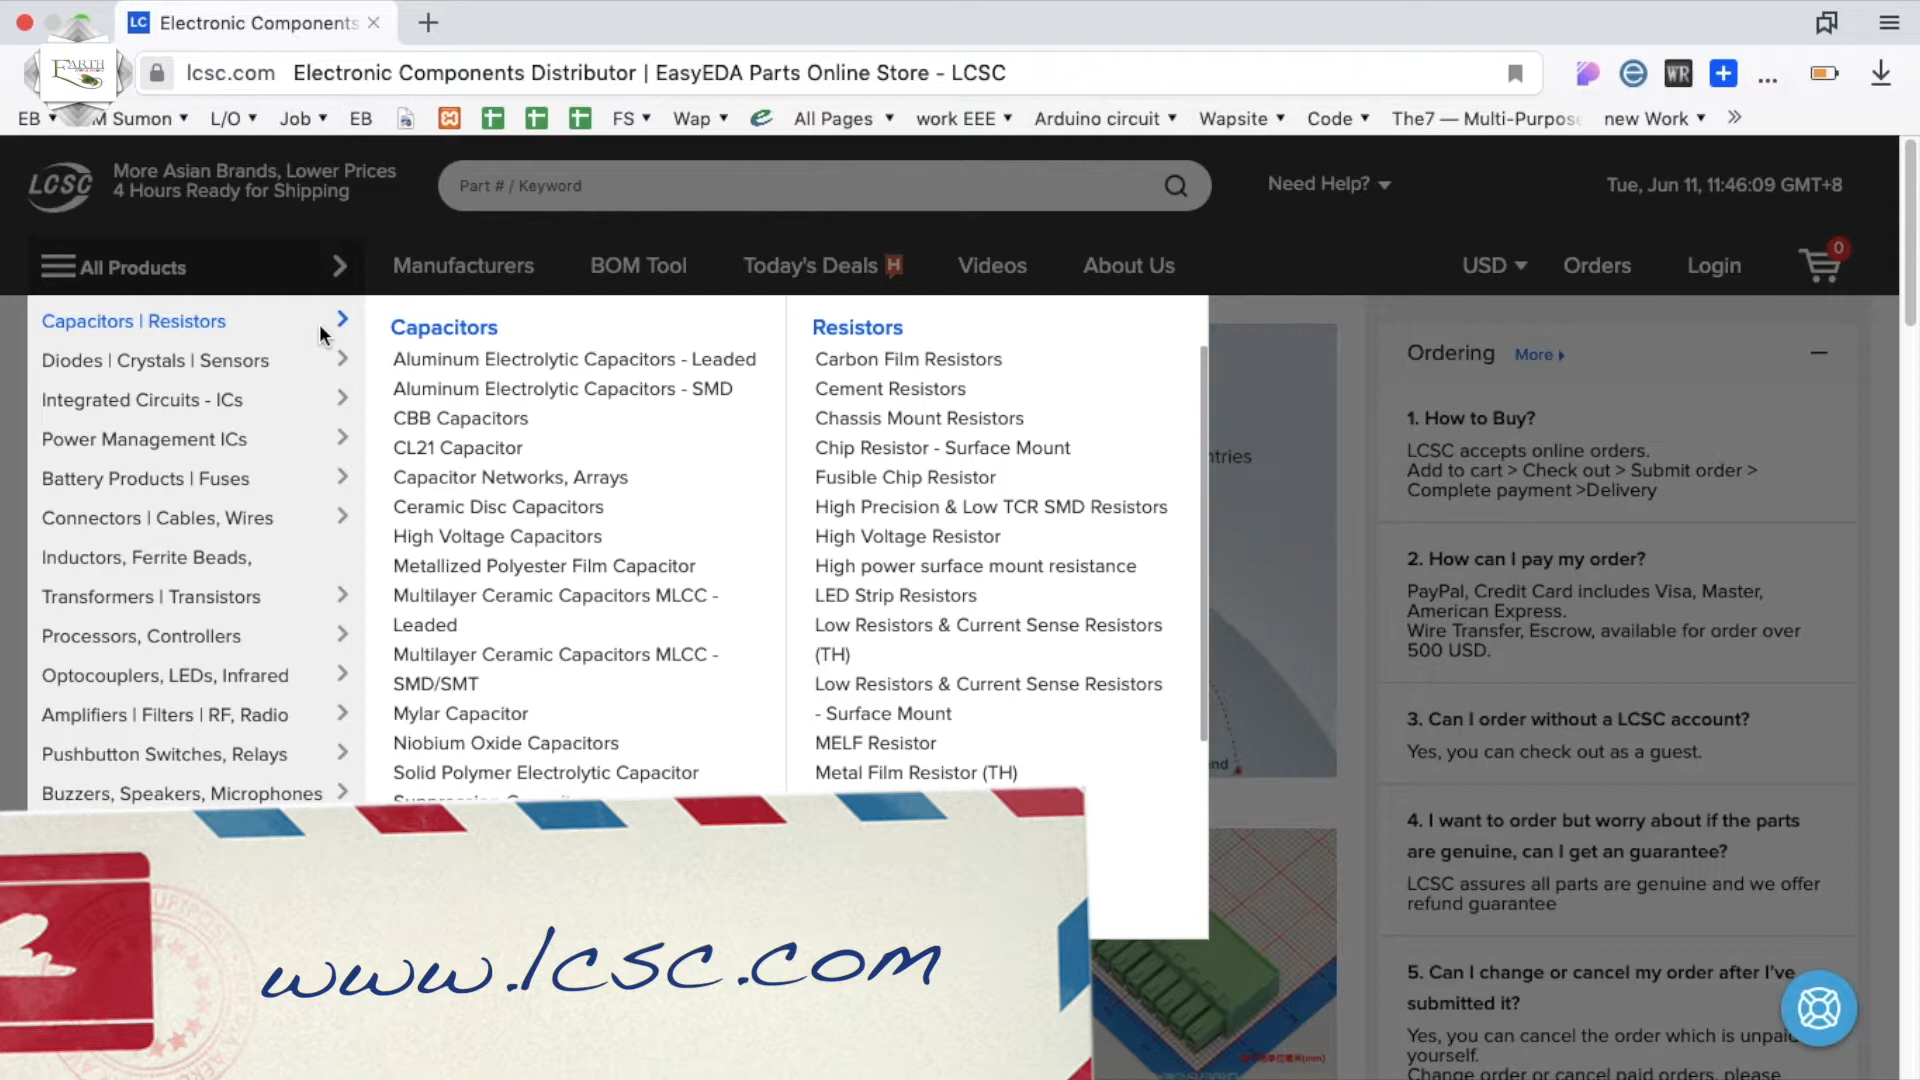 LC Electronic Components
EARTH
lcsc.com Electronic Components Distributor | EasyEDA Parts Online Store - LCSC
WR
EB M Sumon L/O Job EB FS Wap All Pages work EEE Arduino circuit Wapsite Code The7 — Multi-Purpose new Work
LCSC
More Asian Brands, Lower Prices
4 Hours Ready for Shipping
Part # / Keyword
Need Help?
Tue, Jun 11, 11:46:09 GMT+8
All Products
Manufacturers
BOM Tool
Today's Deals H
Videos
About Us
USD
Orders
Login
0
Capacitors | Resistors
Diodes | Crystals | Sensors
Integrated Circuits - ICs
Power Management ICs
Battery Products | Fuses
Connectors | Cables, Wires
Inductors, Ferrite Beads,
Transformers | Transistors
Processors, Controllers
Optocouplers, LEDs, Infrared
Amplifiers | Filters | RF, Radio
Pushbutton Switches, Relays
Buzzers, Speakers, Microphones
Capacitors
Aluminum Electrolytic Capacitors - Leaded
Aluminum Electrolytic Capacitors - SMD
CBB Capacitors
CL21 Capacitor
Capacitor Networks, Arrays
Ceramic Disc Capacitors
High Voltage Capacitors
Metallized Polyester Film Capacitor
Multilayer Ceramic Capacitors MLCC -
Leaded
Multilayer Ceramic Capacitors MLCC -
SMD/SMT
Mylar Capacitor
Niobium Oxide Capacitors
Solid Polymer Electrolytic Capacitor
Resistors
Carbon Film Resistors
Cement Resistors
Chassis Mount Resistors
Chip Resistor - Surface Mount
Fusible Chip Resistor
High Precision & Low TCR SMD Resistors
High Voltage Resistor
High power surface mount resistance
LED Strip Resistors
Low Resistors & Current Sense Resistors
(TH)
Low Resistors & Current Sense Resistors
- Surface Mount
MELF Resistor
Metal Film Resistor (TH)
ntries
nd
Ordering More
1. How to Buy?
LCSC accepts online orders.
Add to cart > Check out > Submit order >
Complete payment >Delivery
2. How can I pay my order?
PayPal, Credit Card includes Visa, Master,
American Express.
Wire Transfer, Escrow, available for order over
500 USD.
3. Can I order without a LCSC account?
Yes, you can check out as a guest.
4. I want to order but worry about if the parts
are genuine, can I get an guarantee?
LCSC assures all parts are genuine and we offer
refund guarantee
5. Can I change or cancel my order after I've
submitted it?
Yes, you can cancel the order which is unpaid
yourself.
Change order or cancel paid orders, please
www.lcsc.com